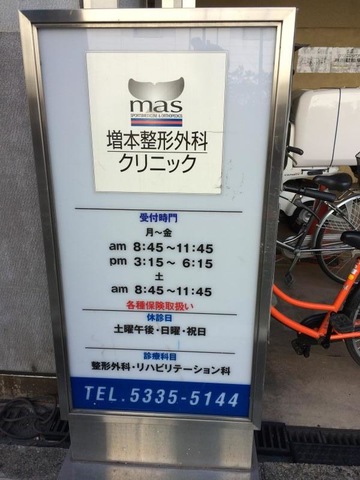 mas
SPORTS MEDICINE & ORTHOPEDICS
増本整形外科
クリニック
受付時間
月〜金
am 8:45〜11:45
pm 3:15〜 6:15
土
am 8:45〜11:45
各種保険取扱い
休診日
土曜午後・日曜・祝日
診療科目
整形外科・リハビリテーション科
TEL.5335-5144